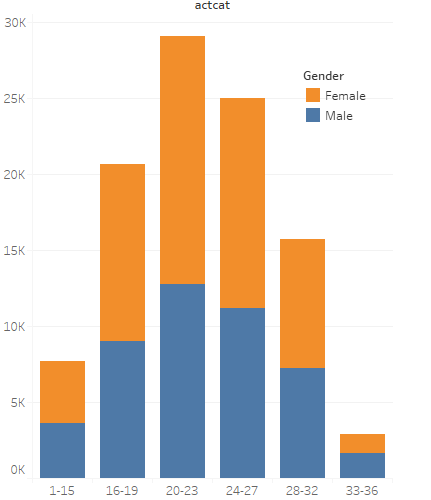 actcat
30K
Gender
Female
25K
Male
20K
15K
10K
5K
0K
1-15 16-19 20-23 24-27 28-32 33-36